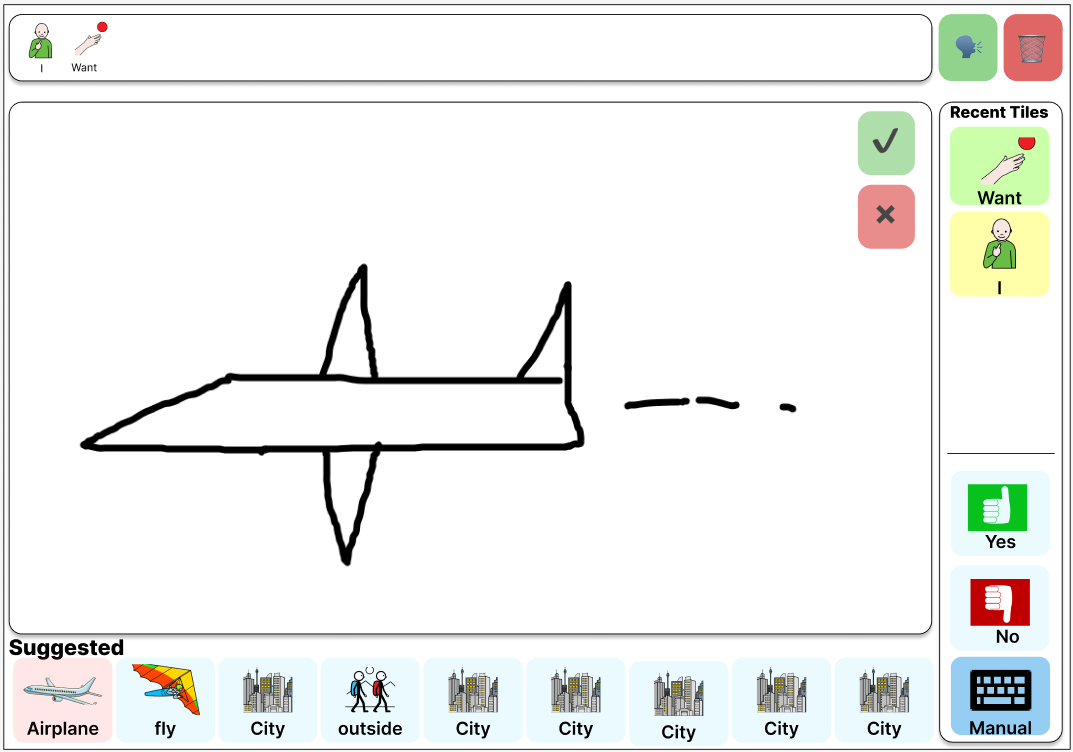 I Want
Recent Tiles
Want
I
Yes
No
Manual
Suggested
Airplane fly City outside City City City City City